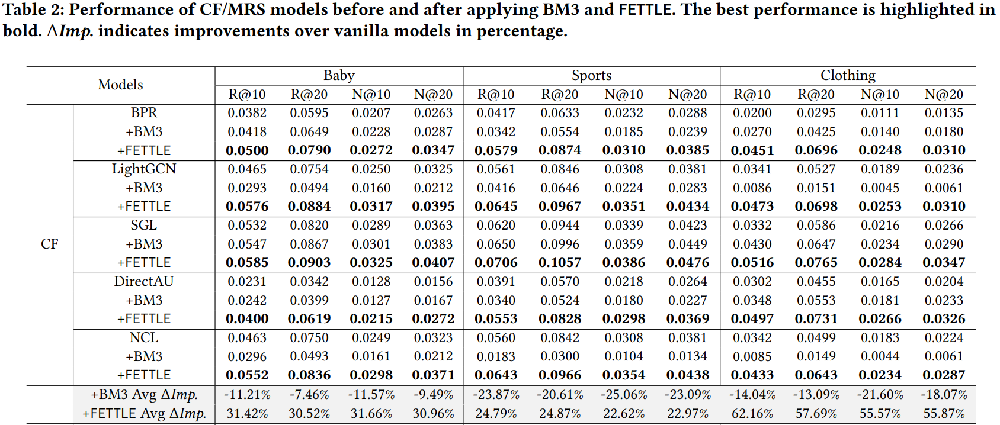 Table 2: Performance of CF/MRS models before and after applying BM3 and FETTLE. The best performance is highlighted in
bold. ΔImp. indicates improvements over vanilla models in percentage.
Models Baby Sports Clothing
R@10 R@20 N@10 N@20 R@10 R@20 N@10 N@20 R@10 R@20 N@10 N@20
BPR 0.0382 0.0595 0.0207 0.0263 0.0417 0.0633 0.0232 0.0288 0.0200 0.0295 0.0111 0.0135
+BM3 0.0418 0.0649 0.0228 0.0287 0.0342 0.0554 0.0185 0.0239 0.0270 0.0425 0.0140 0.0180
+FETTLE 0.0500 0.0790 0.0272 0.0347 0.0579 0.0874 0.0310 0.0385 0.0451 0.0696 0.0248 0.0310
LightGCN 0.0465 0.0754 0.0250 0.0325 0.0561 0.0846 0.0308 0.0381 0.0341 0.0527 0.0189 0.0236
+BM3 0.0293 0.0494 0.0160 0.0212 0.0416 0.0646 0.0224 0.0283 0.0086 0.0151 0.0045 0.0061
+FETTLE 0.0576 0.0884 0.0317 0.0395 0.0645 0.0967 0.0351 0.0434 0.0473 0.0698 0.0253 0.0310
SGL 0.0532 0.0820 0.0289 0.0363 0.0620 0.0944 0.0339 0.0423 0.0332 0.0586 0.0216 0.0266
CF +BM3 0.0547 0.0867 0.0301 0.0383 0.0650 0.0996 0.0359 0.0449 0.0430 0.0647 0.0234 0.0290
+FETTLE 0.0585 0.0903 0.0325 0.0407 0.0706 0.1057 0.0386 0.0476 0.0516 0.0765 0.0284 0.0347
DirectAU 0.0231 0.0342 0.0128 0.0156 0.0391 0.0570 0.0218 0.0264 0.0302 0.0455 0.0165 0.0204
+BM3 0.0242 0.0399 0.0127 0.0167 0.0340 0.0524 0.0180 0.0227 0.0348 0.0553 0.0181 0.0233
+FETTLE 0.0400 0.0619 0.0215 0.0272 0.0553 0.0828 0.0298 0.0369 0.0497 0.0731 0.0266 0.0326
NCL 0.0463 0.0750 0.0249 0.0323 0.0560 0.0842 0.0308 0.0381 0.0342 0.0499 0.0183 0.0224
+BM3 0.0296 0.0493 0.0161 0.0212 0.0183 0.0300 0.0104 0.0134 0.0085 0.0149 0.0044 0.0061
+FETTLE 0.0552 0.0836 0.0298 0.0371 0.0643 0.0966 0.0354 0.0438 0.0433 0.0643 0.0234 0.0287
+BM3 Avg ΔImp. -11.21% -7.46% -11.57% -9.49% -23.87% -20.61% -25.06% -23.09% -14.04% -13.09% -21.60% -18.07%
+FETTLE Avg ΔImp. 31.42% 30.52% 31.66% 30.96% 24.79% 24.87% 22.62% 22.97% 62.16% 57.69% 55.57% 55.87%